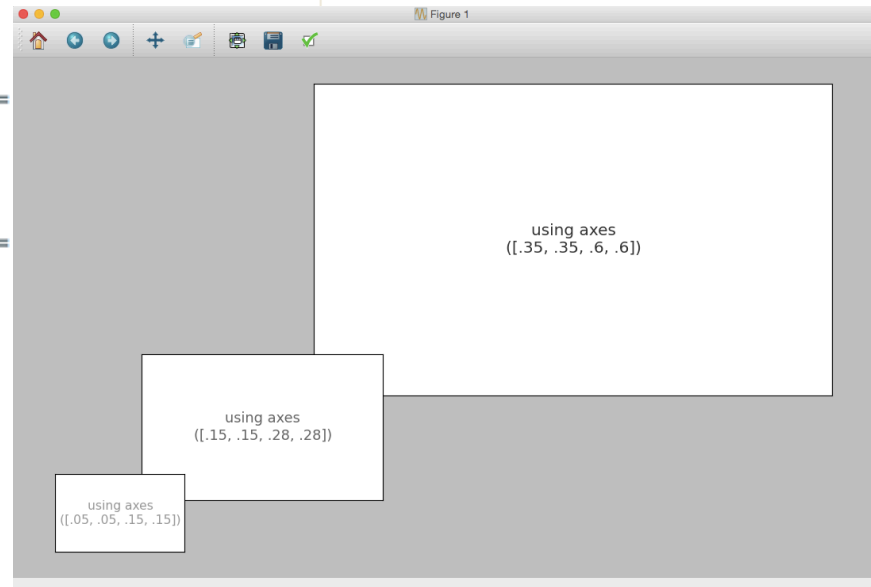 Figure 1
using axes
([.35, .35, .6, .6])
using axes
([.15, .15, .28, .28])
using axes
([.05, .05, .15, .15])